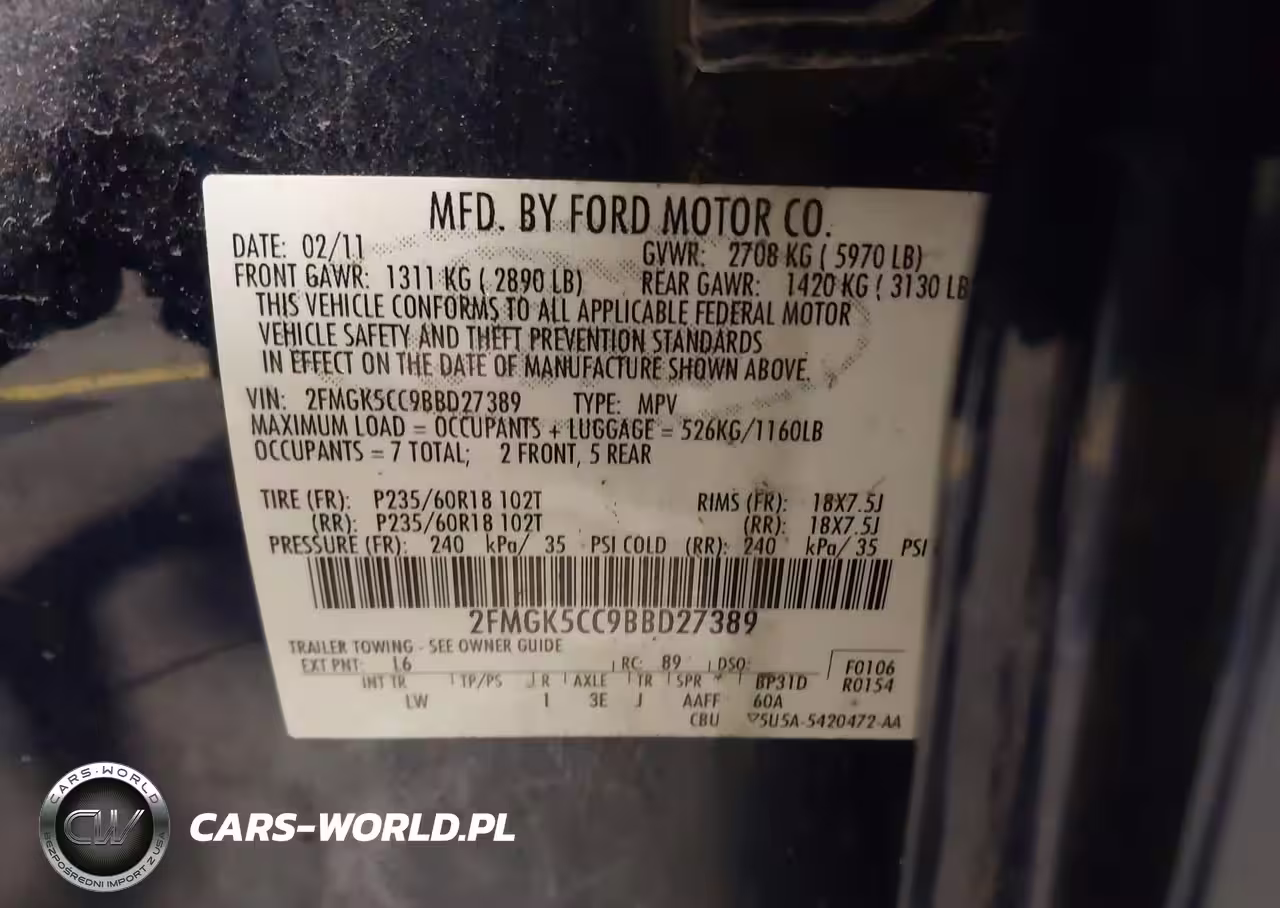 MFD. BY FORD MOTOR CO.
DATE: 02/11 GVWR: 2708 KG ( 5970 LB)
FRONT GAWR: 1311 KG ( 2890 LB) REAR GAWR: 1420 KG ( 3130 LB
THIS VEHICLE CONFORMS TO ALL APPLICABLE FEDERAL MOTOR
VEHICLE SAFETY AND THEFT PREVENTION STANDARDS
IN EFFECT ON THE DATE OF MANUFACTURE SHOWN ABOVE.
VIN: 2FMGK5CC9BBD27389 TYPE: MPV
MAXIMUM LOAD = OCCUPANTS + LUGGAGE = 526KG/1160LB
OCCUPANTS = 7 TOTAL; 2 FRONT, 5 REAR
TIRE (FR): P235/60R18 102T RIMS (FR): 18X7.5J
(RR): P235/60R18 102T (RR): 18X7.5J
PRESSURE (FR): 240 kPa/ 35 PSI COLD (RR): 240 kPa/ 35 PSI
2FMGK5CC9BBD27389
TRAILER TOWING - SEE OWNER GUIDE
EXT PNT: L6 RC: 89 DSO: F0106
INT TR TP/PS R AXLE TR SPR BP31D R0154
LW 1 3E J AAFF 60A
CBU ▽5U5A-5420472-AA
CARS-WORLD
CW
BEZPOŚREDNI IMPORT Z USA
CARS-WORLD.PL